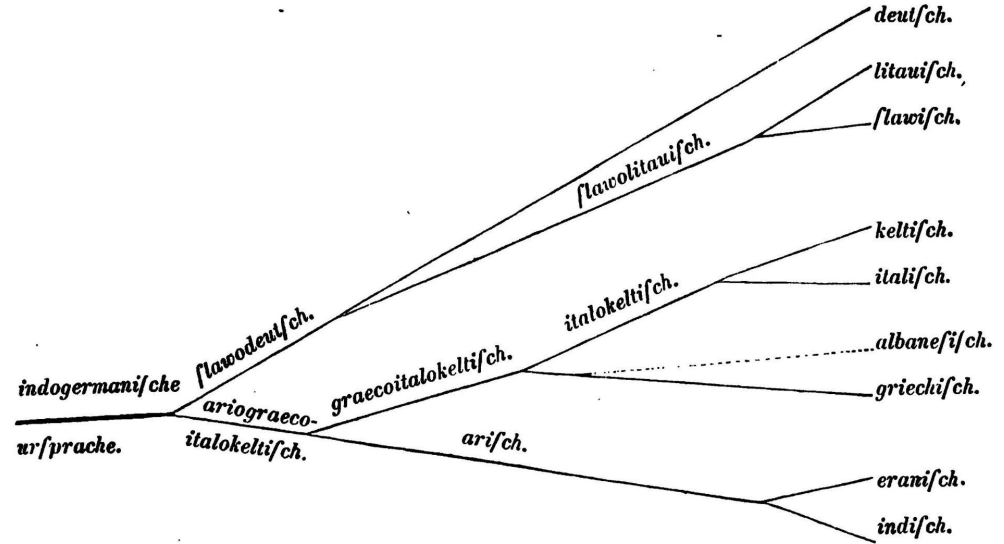 deutſch.
litauiſch.
ſlawiſch.
ſlawolitauiſch.
keltiſch.
italiſch.
italokeltiſch.
ſlawodeutſch.
albaneſiſch.
graecoitalokeltiſch.
indogermaniſche
griechiſch.
ariograeco-
urſprache.
italokeltiſch.
ariſch.
eraniſch.
indiſch.